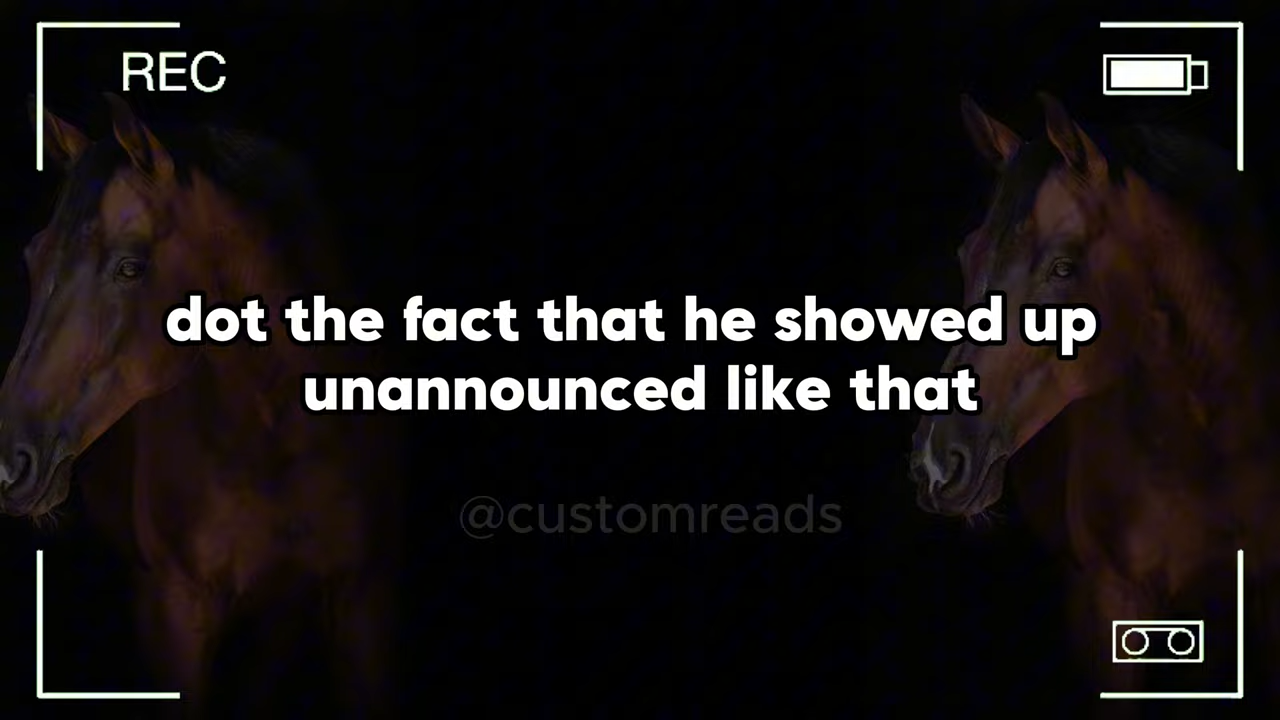 REC
dot the fact that he showed up
unannounced like that
@customreads